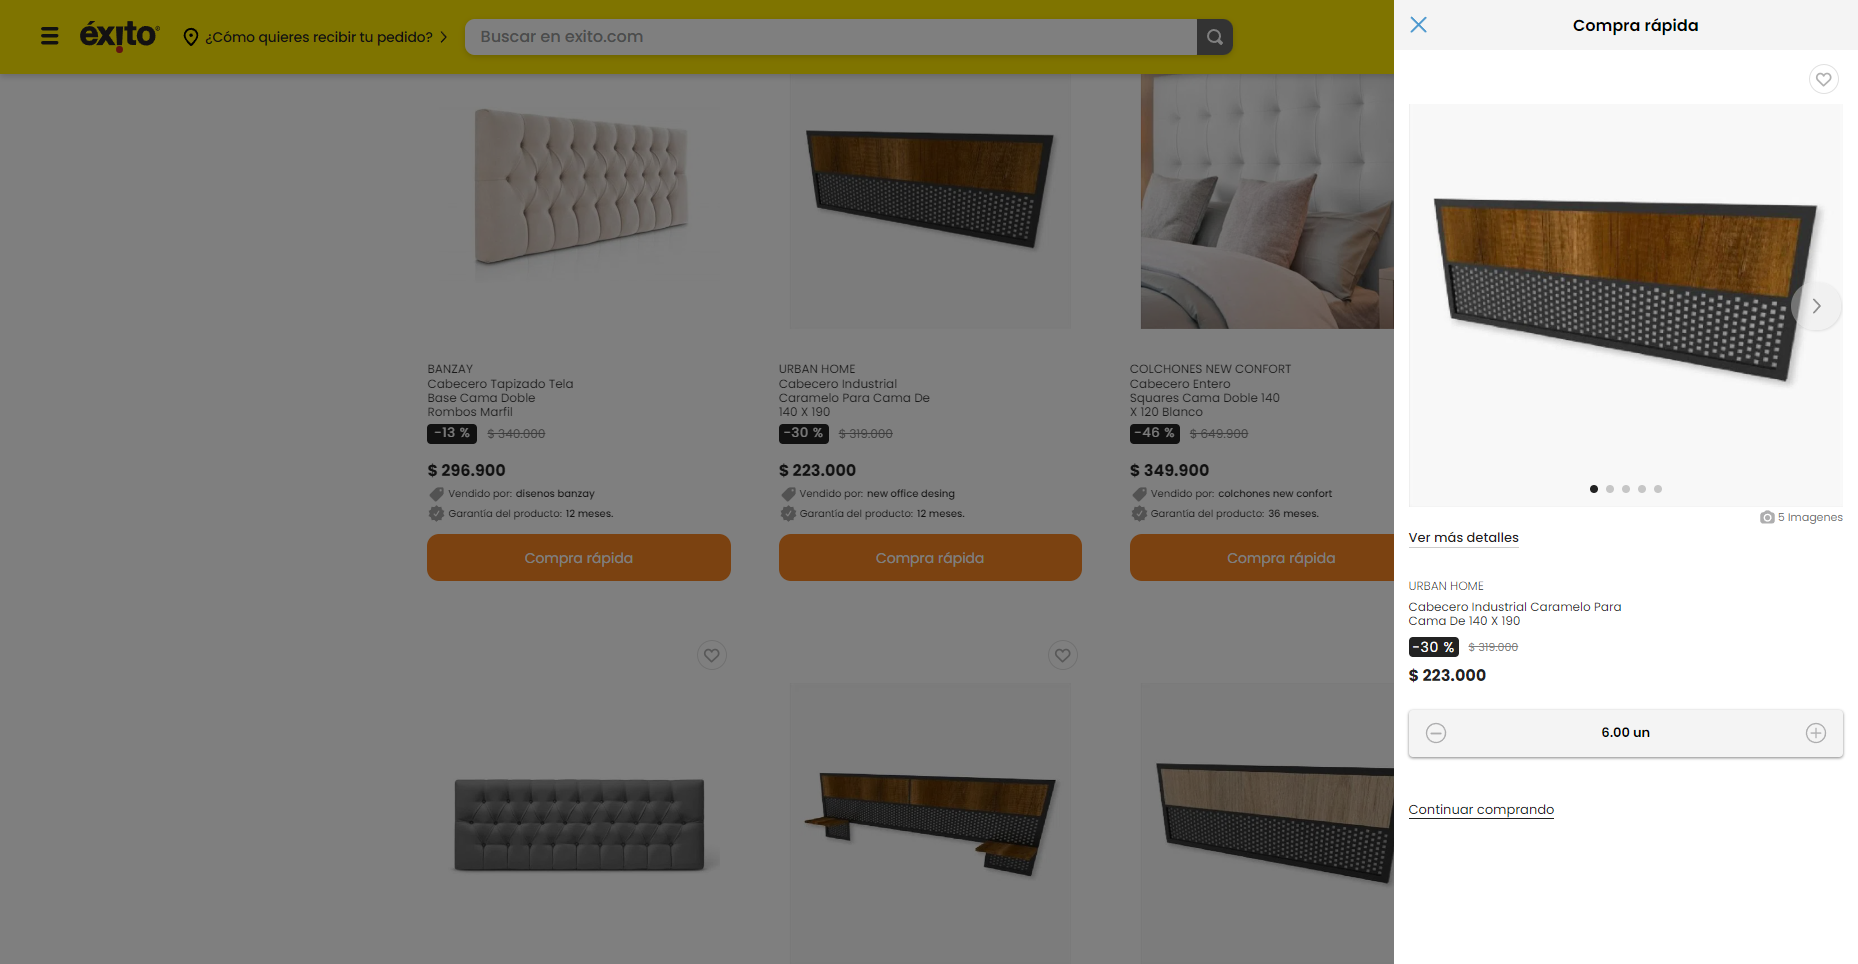 éxito
¿Cómo quieres recibir tu pedido?
Buscar en exito.com
BANZAY
Cabecero Tapizado Tela
Base Cama Doble
Rombos Marfil
-13 % $ 340.000
$ 296.900
Vendido por: disenos banzay
Garantía del producto: 12 meses.
Compra rápida
URBAN HOME
Cabecero Industrial
Caramelo Para Cama De
140 X 190
-30 % $ 319.000
$ 223.000
Vendido por: new office desing
Garantía del producto: 12 meses.
Compra rápida
COLCHONES NEW CONFORT
Cabecero Entero
Squares Cama Doble 140
X 120 Blanco
-46 % $ 649.900
$ 349.900
Vendido por: colchones new confort
Garantía del producto: 36 meses.
Compra rápida
Compra rápida
5 Imagenes
Ver más detalles
URBAN HOME
Cabecero Industrial Caramelo Para
Cama De 140 X 190
-30 % $ 319.000
$ 223.000
6.00 un
Continuar comprando